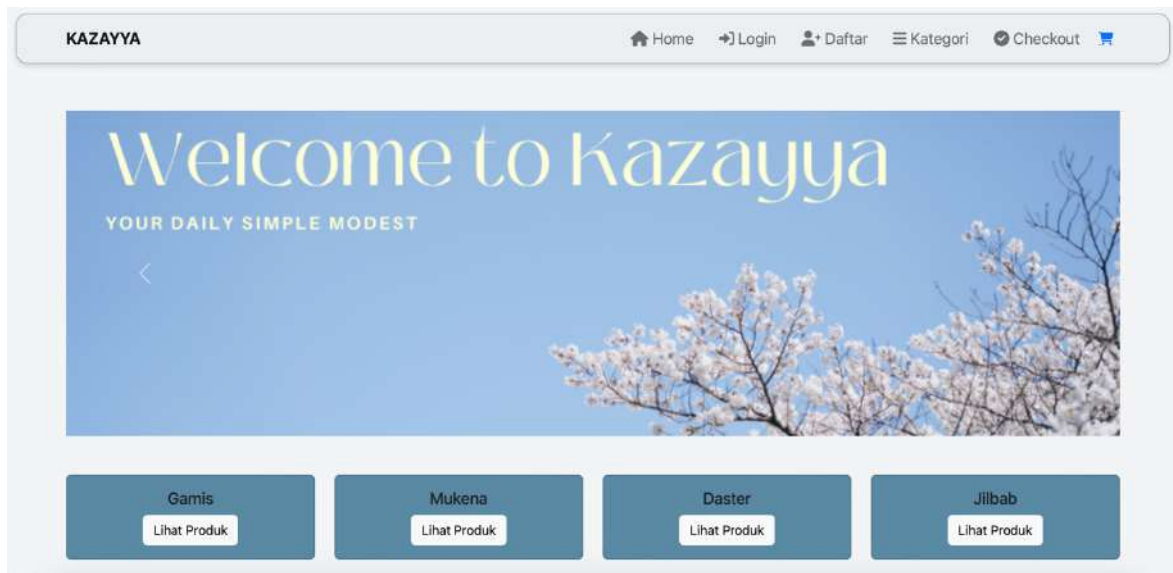 KAZAYYA Home Login Daftar Kategori Checkout
Welcome to Kazayya
YOUR DAILY SIMPLE MODEST
Gamis Mukena Daster Jilbab
Lihat Produk Lihat Produk Lihat Produk Lihat Produk